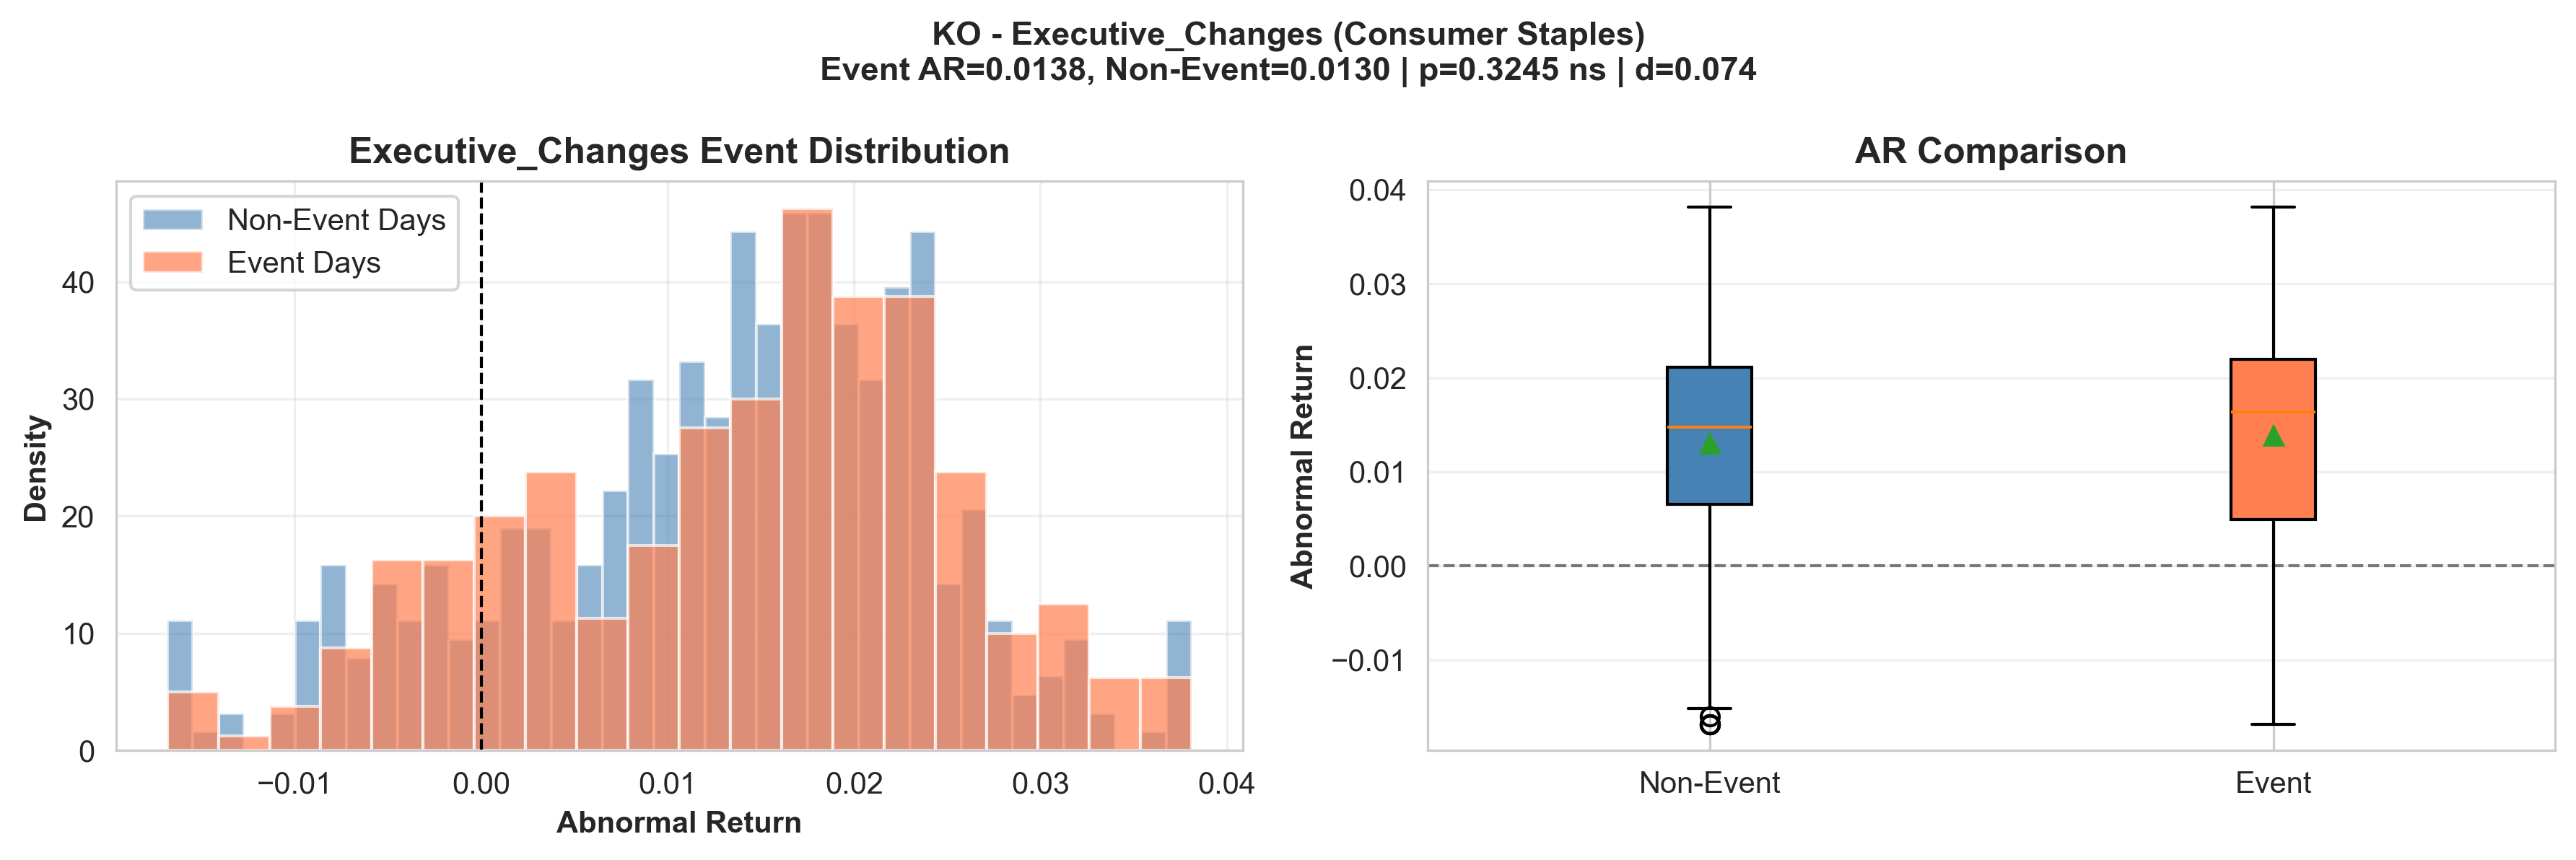 KO - Executive_Changes (Consumer Staples)
Event AR=0.0138, Non-Event=0.0130 | p=0.3245 ns | d=0.074
Executive_Changes Event Distribution
Non-Event Days
Event Days
Density
40
30
20
10
0
−0.01
0.00
0.01
0.02
0.03
0.04
Abnormal Return
AR Comparison
Abnormal Return
0.04
0.03
0.02
0.01
0.00
−0.01
Non-Event
Event